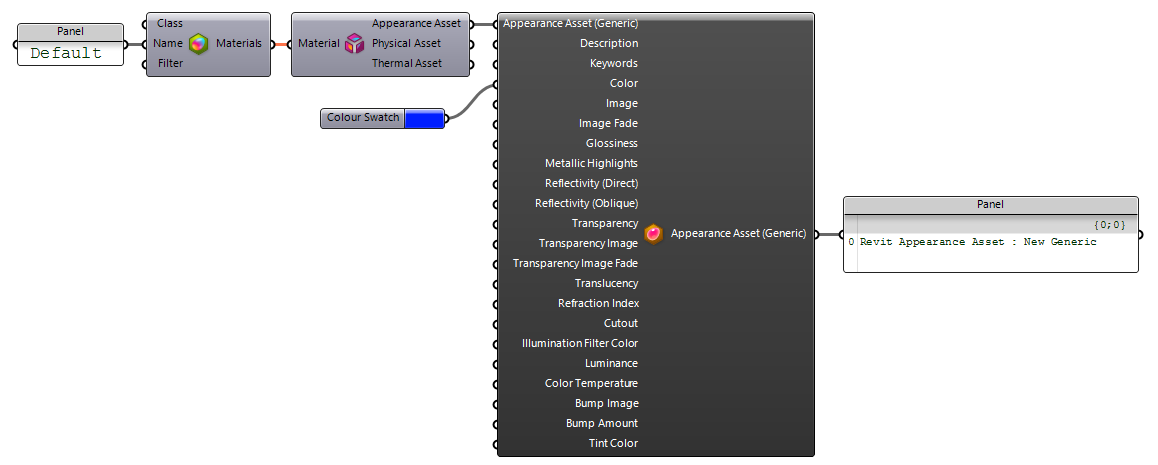 Panel
Default
Class
Name
Filter
Materials
Material
Appearance Asset
Physical Asset
Thermal Asset
Colour Swatch
Appearance Asset (Generic)
Description
Keywords
Color
Image
Image Fade
Glossiness
Metallic Highlights
Reflectivity (Direct)
Reflectivity (Oblique)
Transparency
Transparency Image
Transparency Image Fade
Translucency
Refraction Index
Cutout
Illumination Filter Color
Luminance
Color Temperature
Bump Image
Bump Amount
Tint Color
Appearance Asset (Generic)
Panel
{0;0}
0 Revit Appearance Asset : New Generic